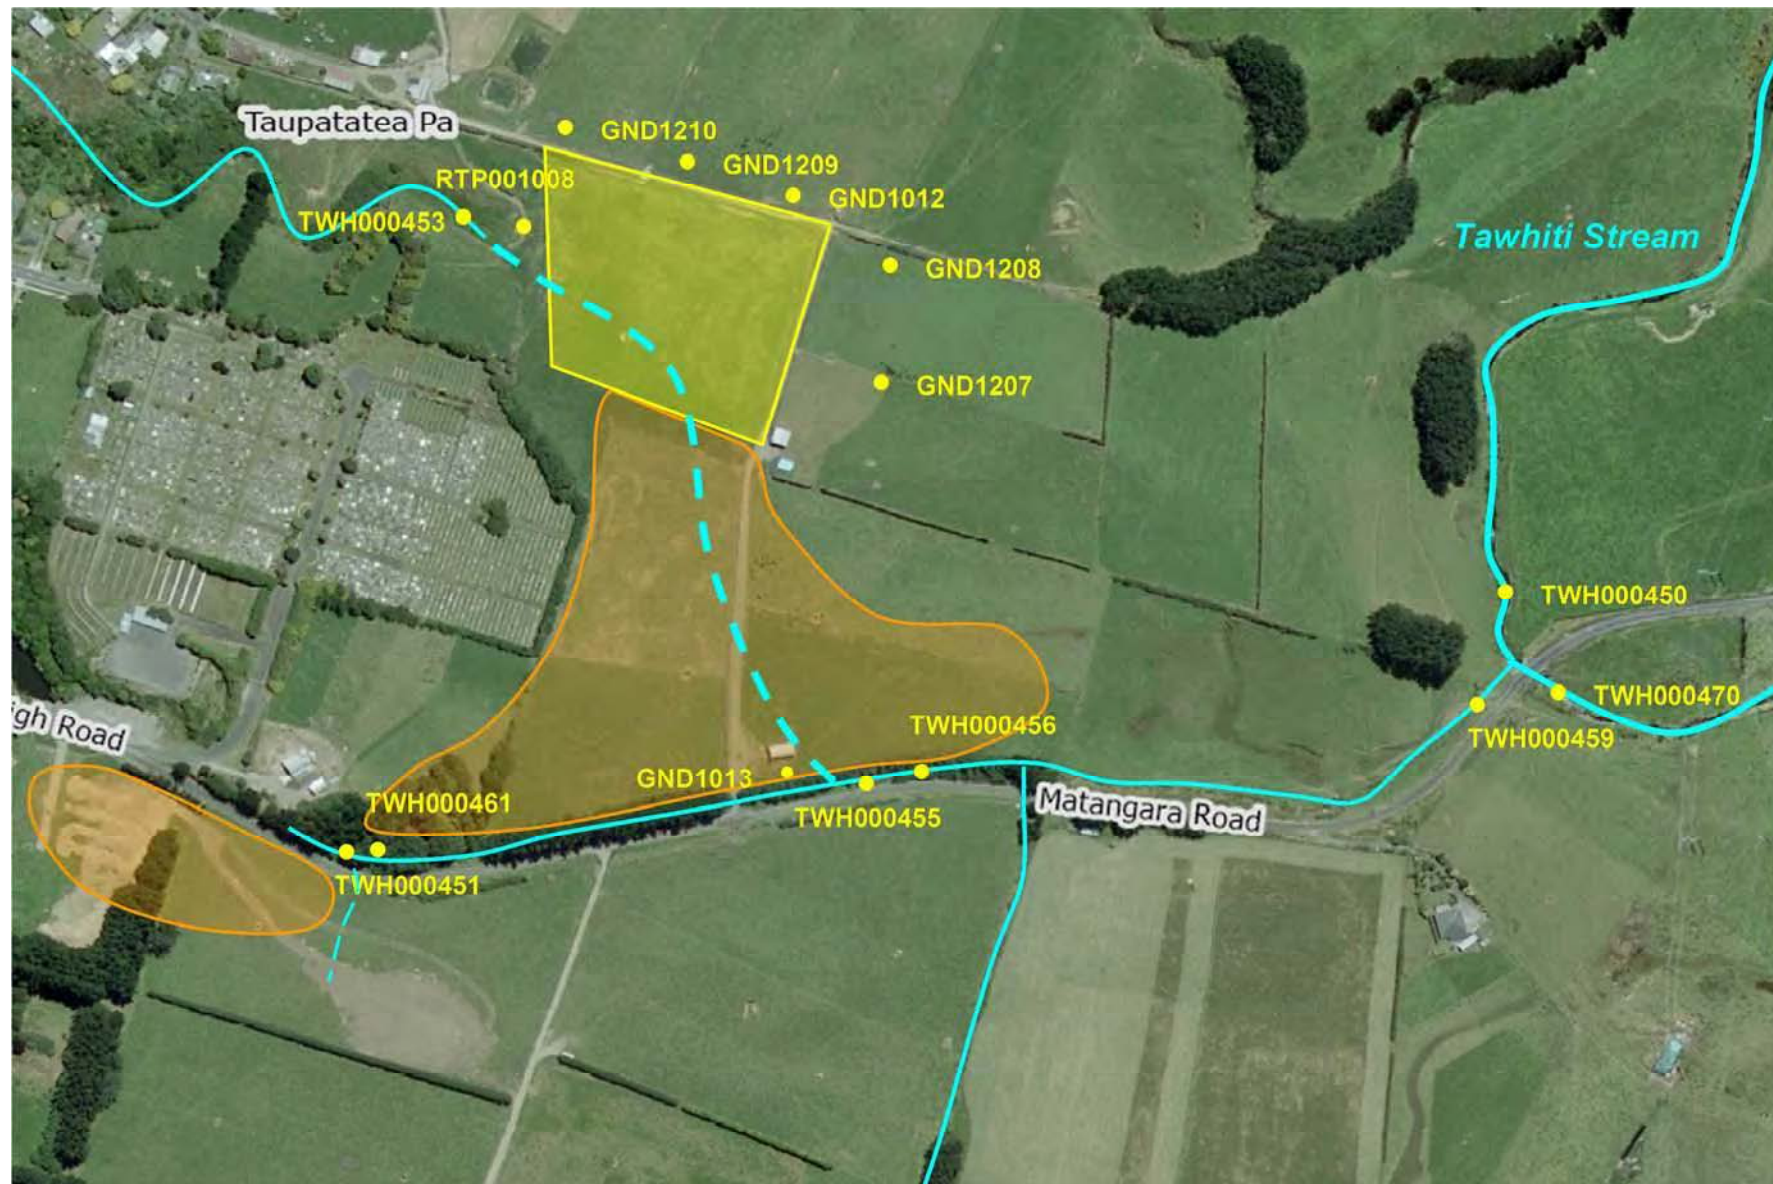 Taupatatea Pa
GND1210
GND1209
RTP001008
GND1012
TWH000453
Tawhiti Stream
GND1208
GND1207
TWH000450
TWH000470
igh Road
TWH000456
TWH000459
GND1013
TWH000461
Matangara Road
TWH000455
TWH000451